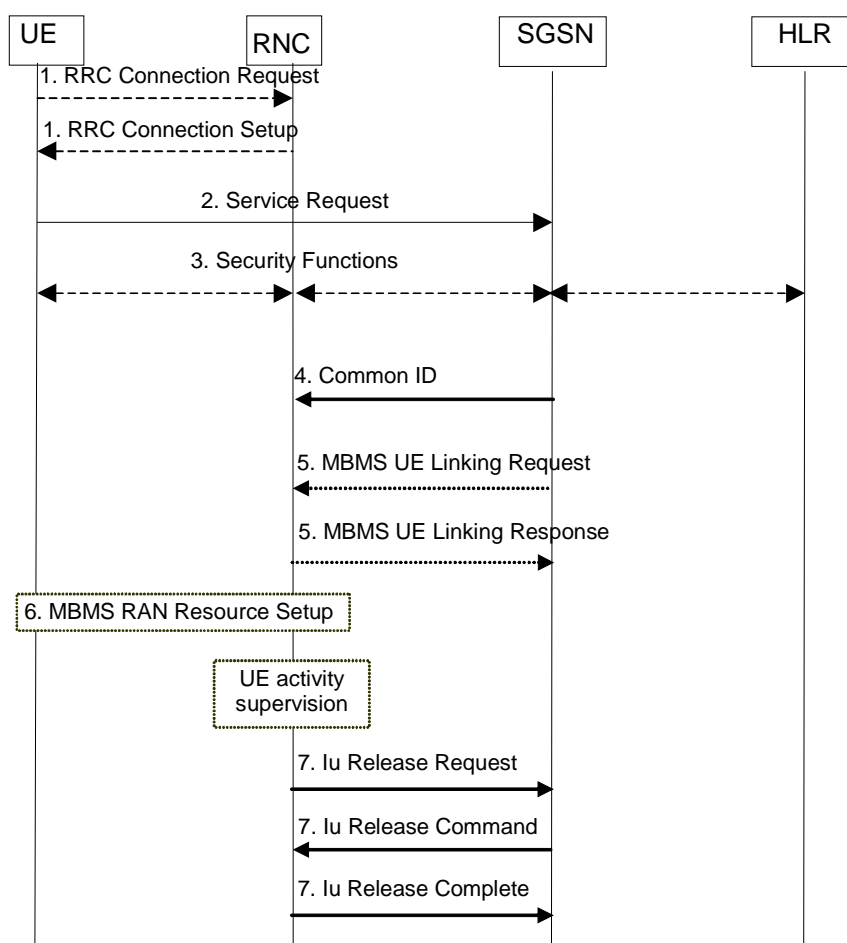 UE
RNC
SGSN
HLR
1. RRC Connection Request
1. RRC Connection Setup
2. Service Request
3. Security Functions
4. Common ID
5. MBMS UE Linking Request
5. MBMS UE Linking Response
6. MBMS RAN Resource Setup
UE activity
supervision
7. Iu Release Request
7. Iu Release Command
7. Iu Release Complete